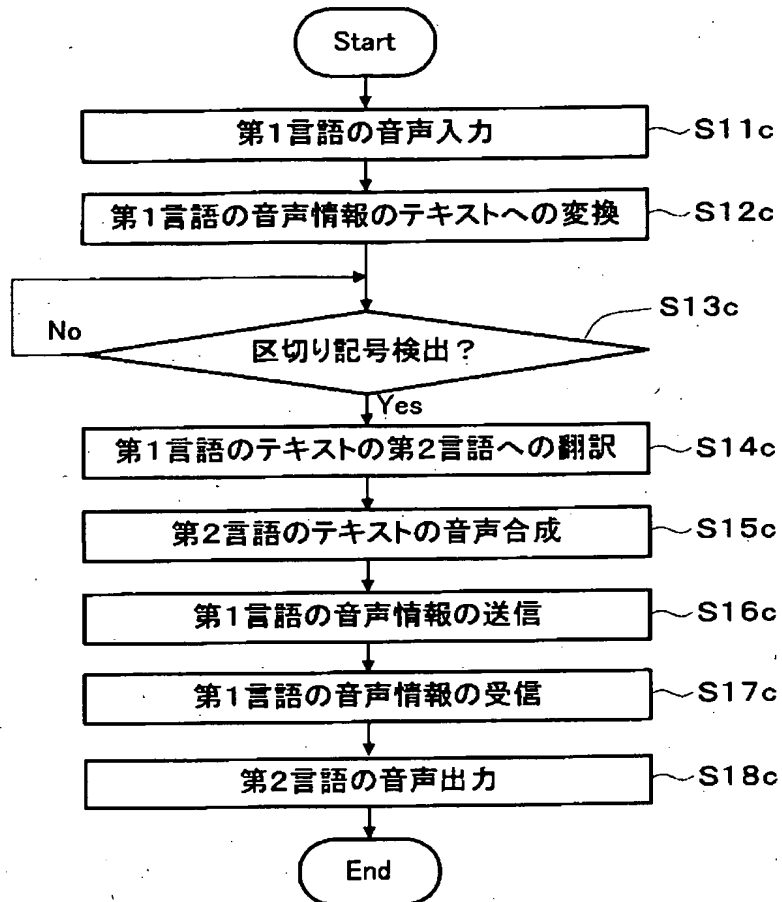 Start
第1言語の音声入力
S11c
第1言語の音声情報のテキストへの変換
S12c
No
区切り記号検出？
S13c
Yes
第1言語のテキストの第2言語への翻訳
S14c
第2言語のテキストの音声合成
S15c
第1言語の音声情報の送信
S16c
第1言語の音声情報の受信
S17c
第2言語の音声出力
S18c
End